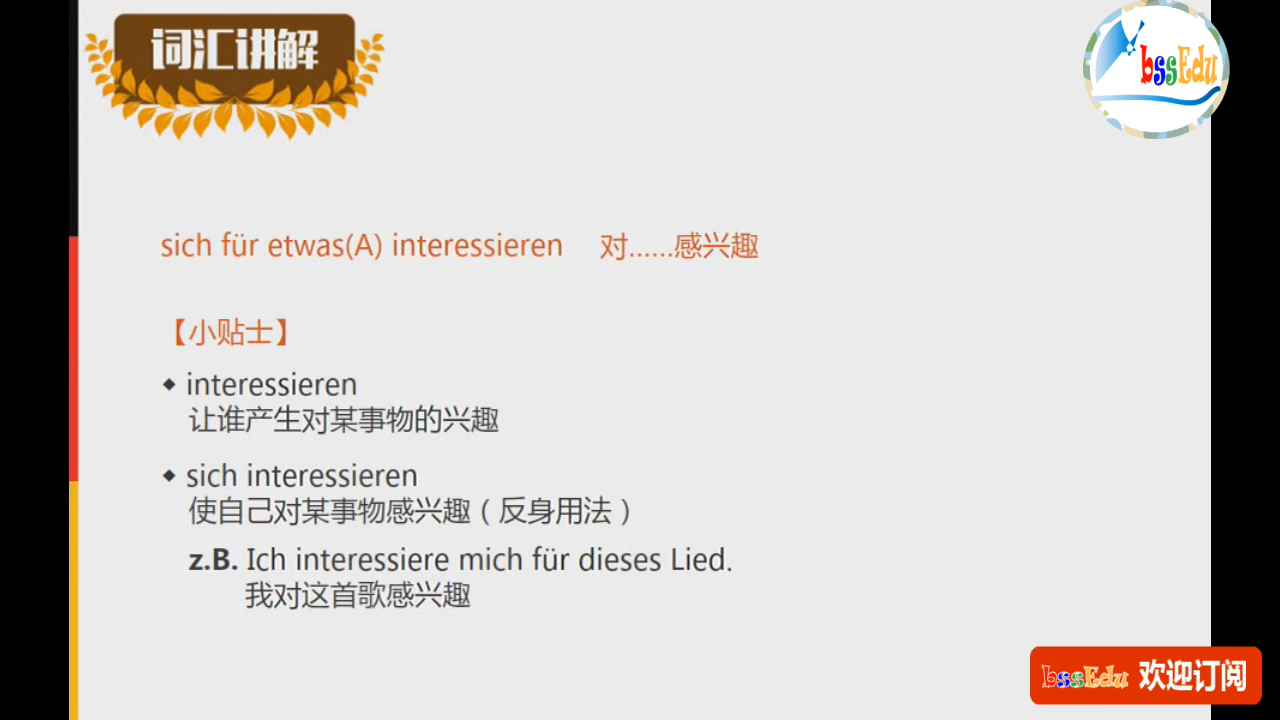 词汇讲解
bssEdu
sich für etwas(A) interessieren 对……感兴趣
【小贴士】
◆ interessieren
让谁产生对某事物的兴趣
◆ sich interessieren
使自己对某事物感兴趣（反身用法）
z.B. Ich interessiere mich für dieses Lied.
我对这首歌感兴趣
bssEdu 欢迎订阅